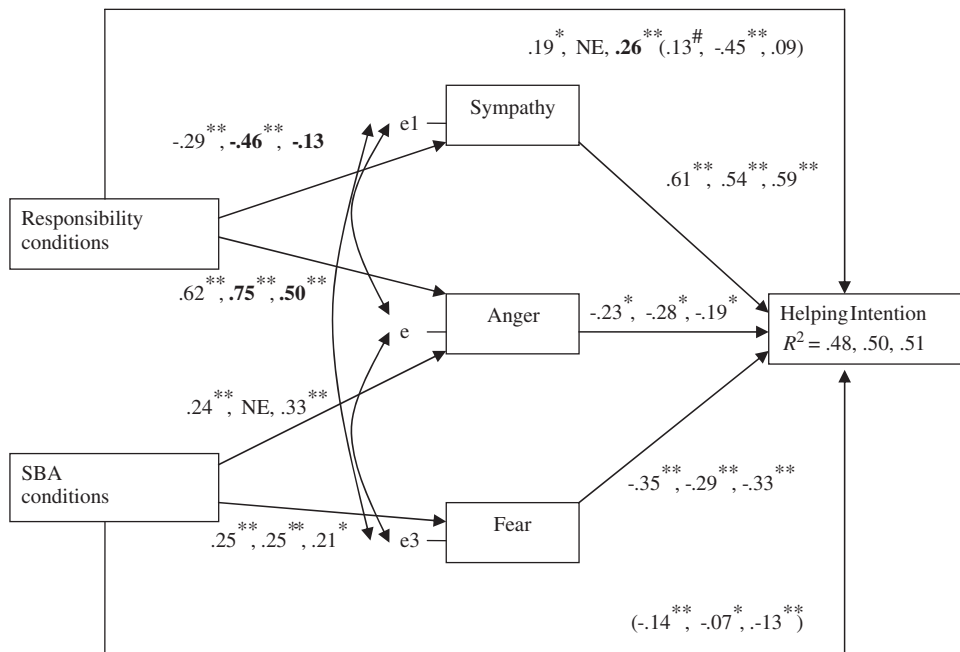 .19*, NE, .26**(.13#, -.45**, .09)
Sympathy
e1
-.29**, -.46**, -.13
.61**, .54**, .59**
Responsibility
conditions
.62**, .75**, .50**
Anger
e
-.23*, -.28*, -.19*
Helping Intention
R² = .48, .50, .51
.24**, NE, .33**
SBA
conditions
-.35**, -.29**, -.33**
Fear
e3
.25**, .25**, .21*
(-.14**, -.07*, .-13**)